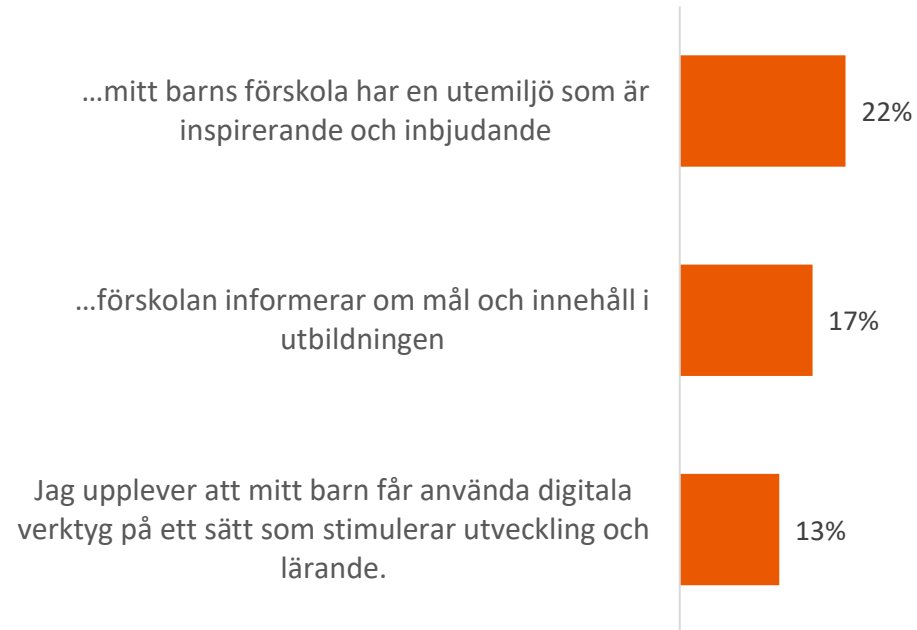 ...mitt barns förskola har en utemiljö som är
inspirerande och inbjudande
22%
...förskolan informerar om mål och innehåll i
utbildningen
17%
Jag upplever att mitt barn får använda digitala
verktyg på ett sätt som stimulerar utveckling och
lärande.
13%